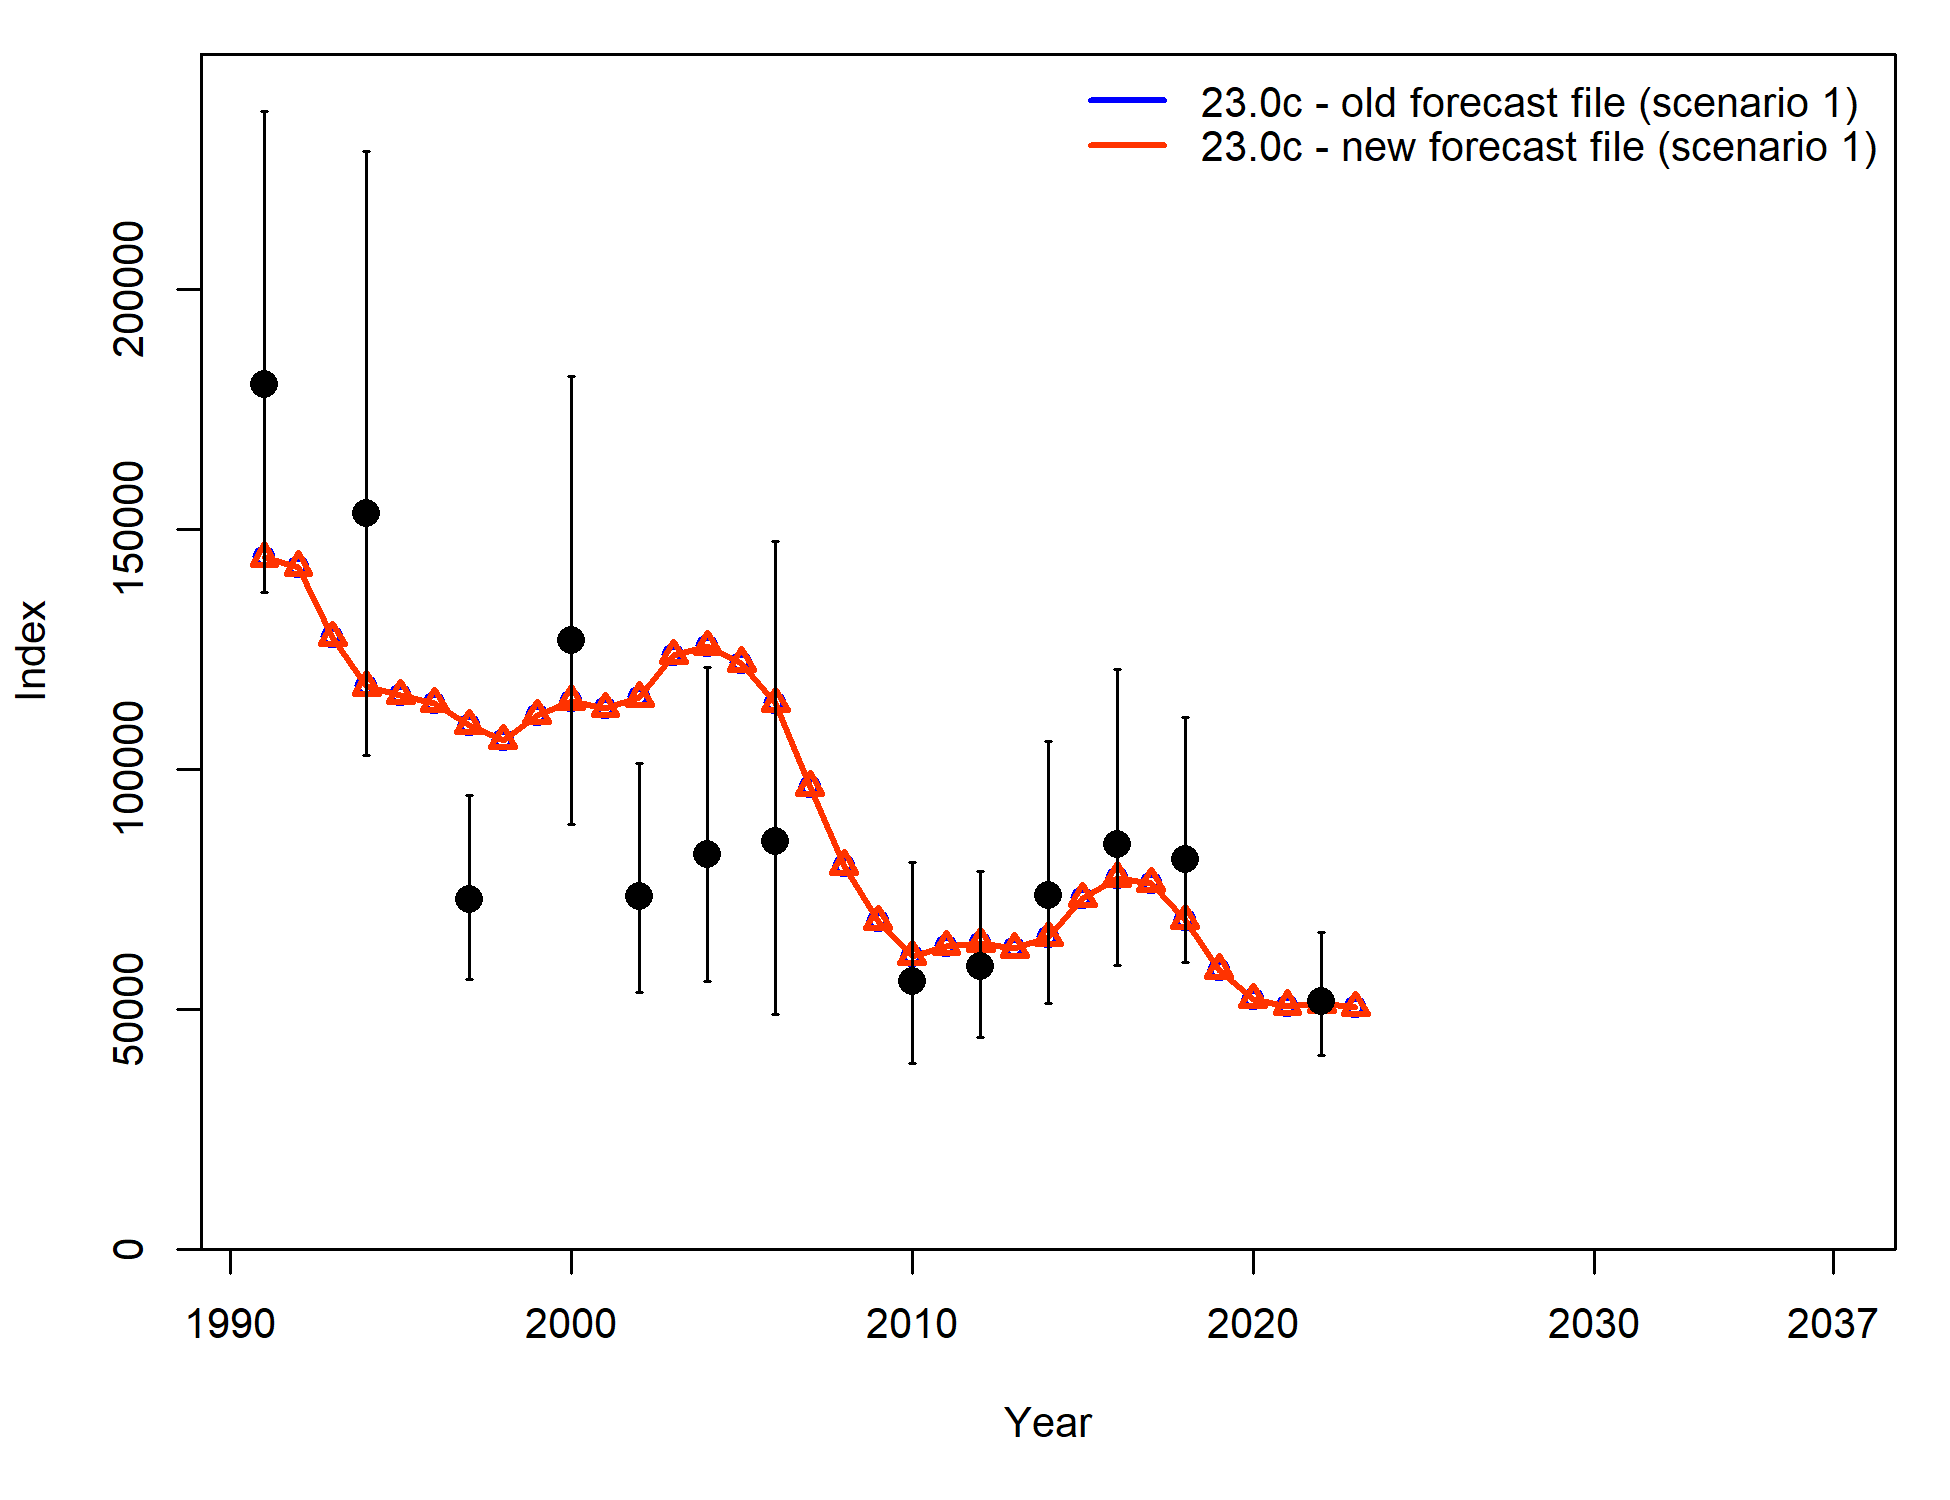 23.0c - old forecast file (scenario 1)
23.0c - new forecast file (scenario 1)
Index
200000
150000
100000
50000
0
1990 2000 2010 2020 2030 2037
Year